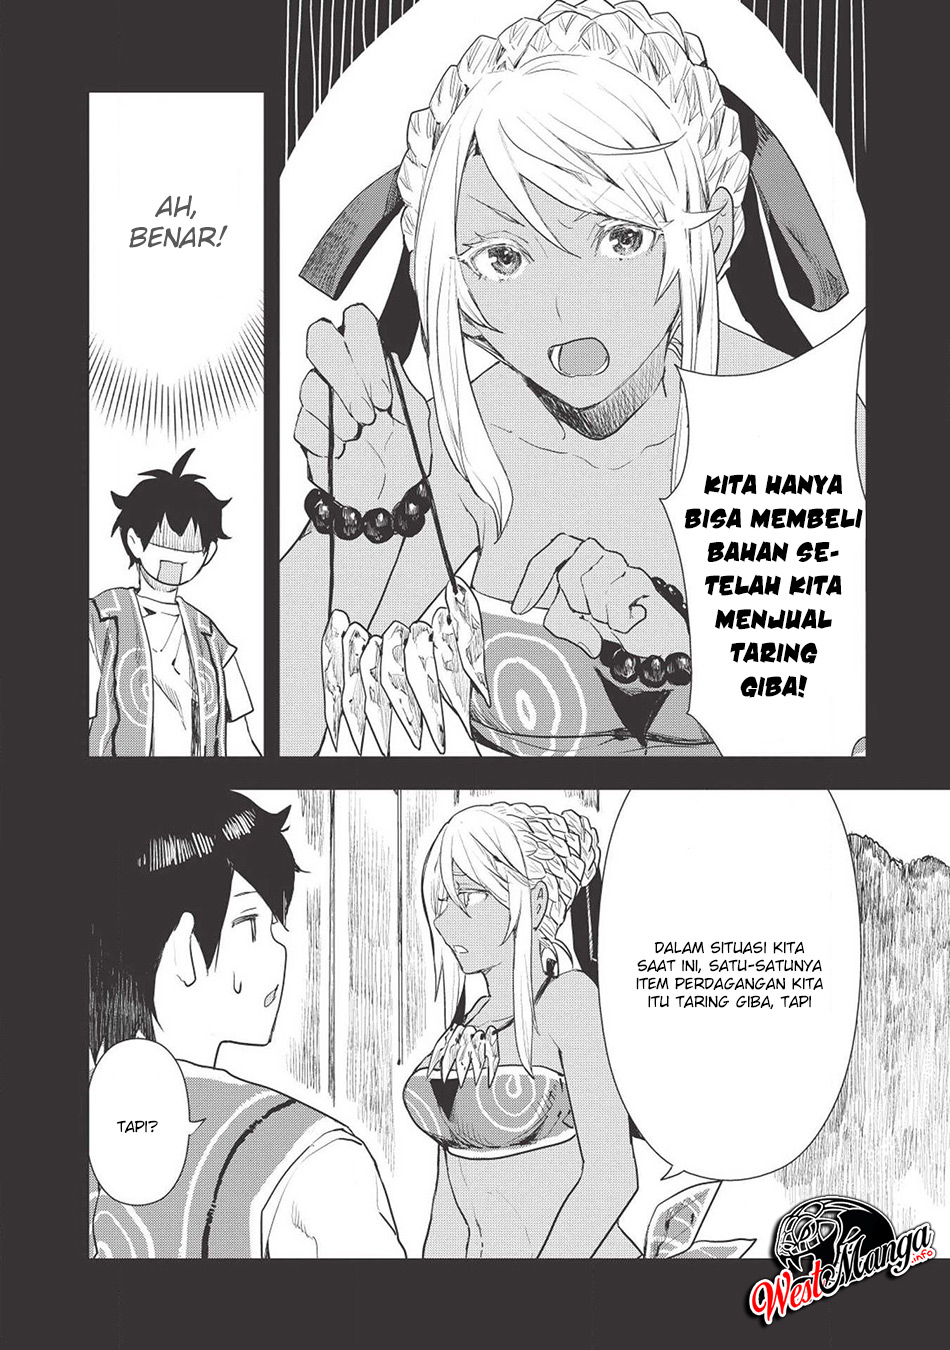 KITA HANYA
BISA MEMBELI
BAHAN SE-
TELAH KITA
MENJUAL
TARING
GIBA!
AH,
BENAR!
DALAM SITUASI KITA
SAAT INI, SATU-SATUNYA
ITEM PERDAGANGAN KITA
ITU TARING GIBA, TAPI
TAPI?
WestManga
.info